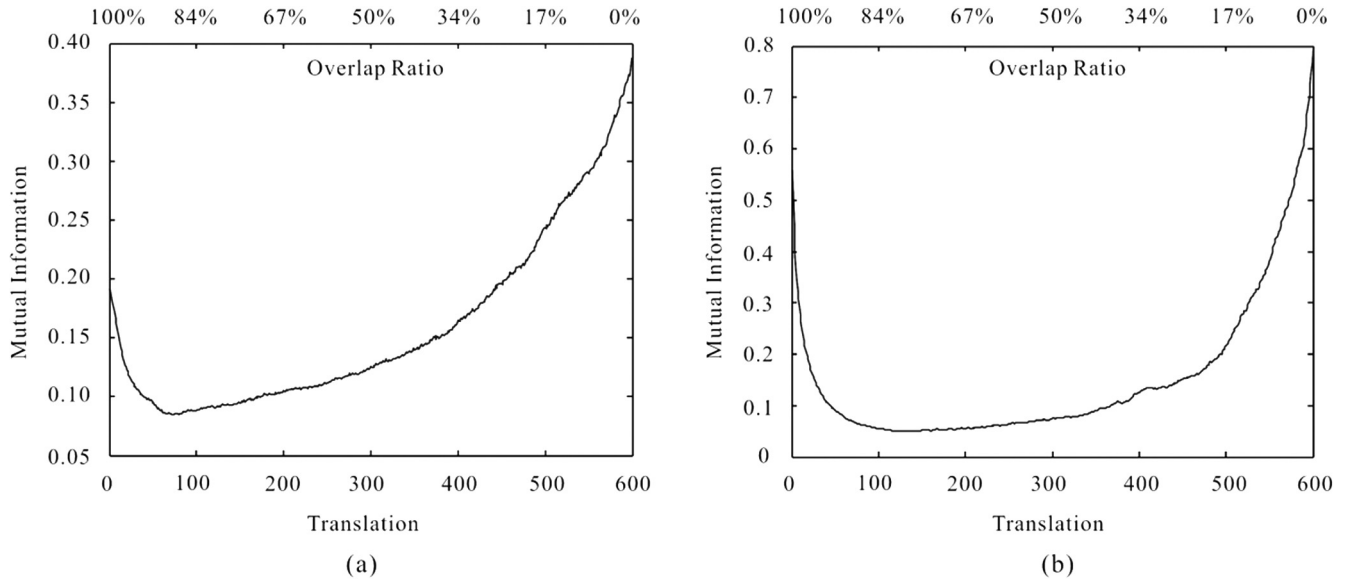 100% 84% 67% 50% 34% 17% 0%
0.40
Overlap Ratio
0.35
0.30
0.25
0.20
0.15
0.10
0.05
Mutual Information
0 100 200 300 400 500 600
Translation
(a)
100% 84% 67% 50% 34% 17% 0%
0.8
Overlap Ratio
0.7
0.6
0.5
0.4
0.3
0.2
0.1
0
Mutual Information
0 100 200 300 400 500 600
Translation
(b)